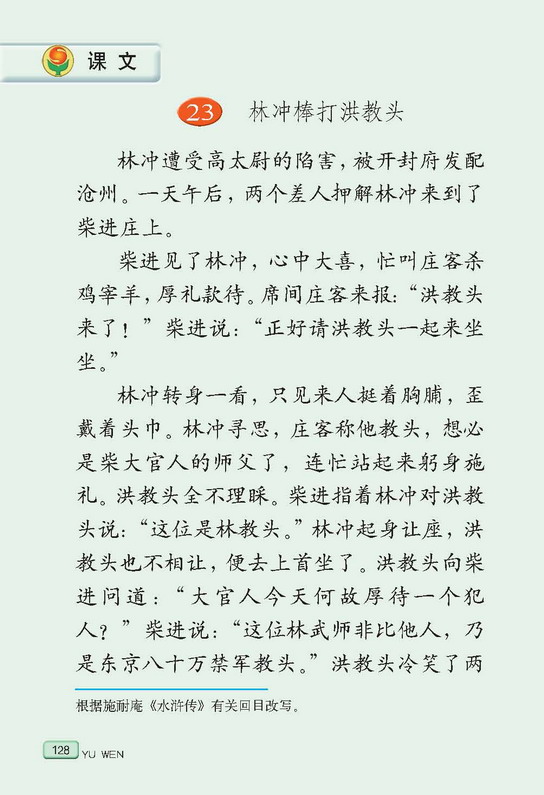 课文
23 林冲棒打洪教头
林冲遭受高太尉的陷害，被开封府发配
沧州。一天午后，两个差人押解林冲来到了
柴进庄上。
柴进见了林冲，心中大喜，忙叫庄客杀
鸡宰羊，厚礼款待。席间庄客来报：“洪教头
来了！”柴进说：“正好请洪教头一起来坐
坐。”
林冲转身一看，只见来人挺着胸脯，歪
戴着头巾。林冲寻思，庄客称他教头，想必
是柴大官人的师父了，连忙站起来躬身施
礼。洪教头全不理睬。柴进指着林冲对洪教
头说：“这位是林教头。”林冲起身让座，洪
教头也不相让，便去上首坐了。洪教头向柴
进问道：“大官人今天何故厚待一个犯
人？”柴进说：“这位林武师非比他人，乃
是东京八十万禁军教头。”洪教头冷笑了两
根据施耐庵《水浒传》有关回目改写。
128 YU WEN